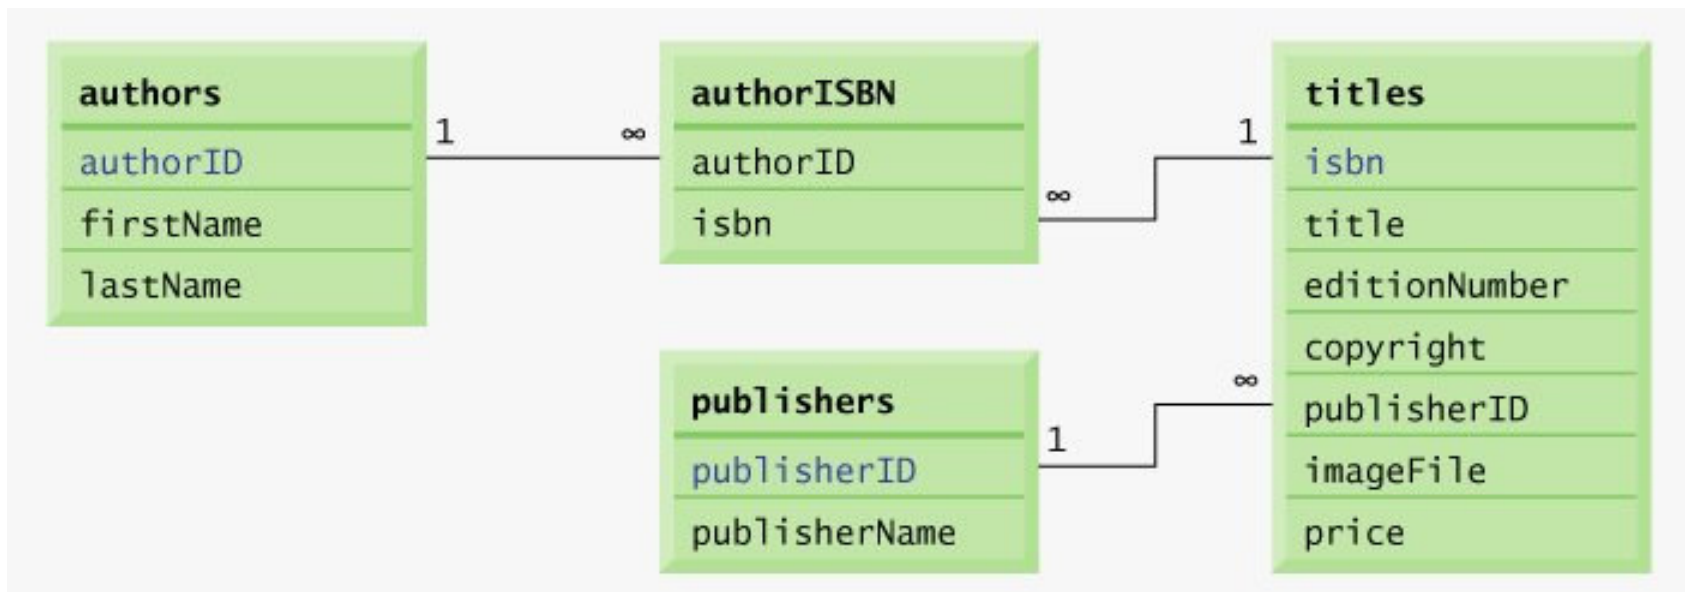 authors
authorID
firstName
lastName
1
∞
authorISBN
authorID
isbn
∞
1
publishers
publisherID
publisherName
1
∞
titles
isbn
title
editionNumber
copyright
publisherID
imageFile
price